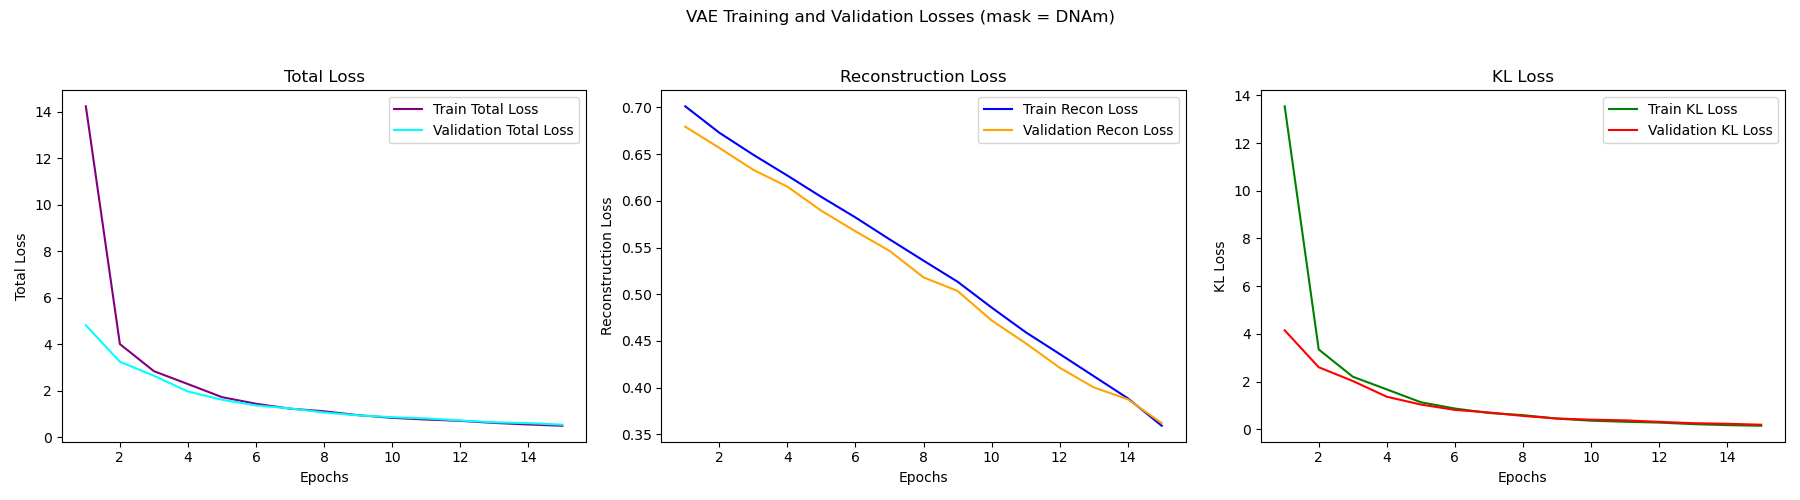 VAE Training and Validation Losses (mask = DNAm)
Total Loss
Train Total Loss
Validation Total Loss
14
12
10
8
6
4
2
0
Total Loss
2 4 6 8 10 12 14
Epochs
Reconstruction Loss
Train Recon Loss
Validation Recon Loss
0.70
0.65
0.60
0.55
0.50
0.45
0.40
0.35
Reconstruction Loss
2 4 6 8 10 12 14
Epochs
KL Loss
Train KL Loss
Validation KL Loss
14
12
10
8
6
4
2
0
KL Loss
2 4 6 8 10 12 14
Epochs